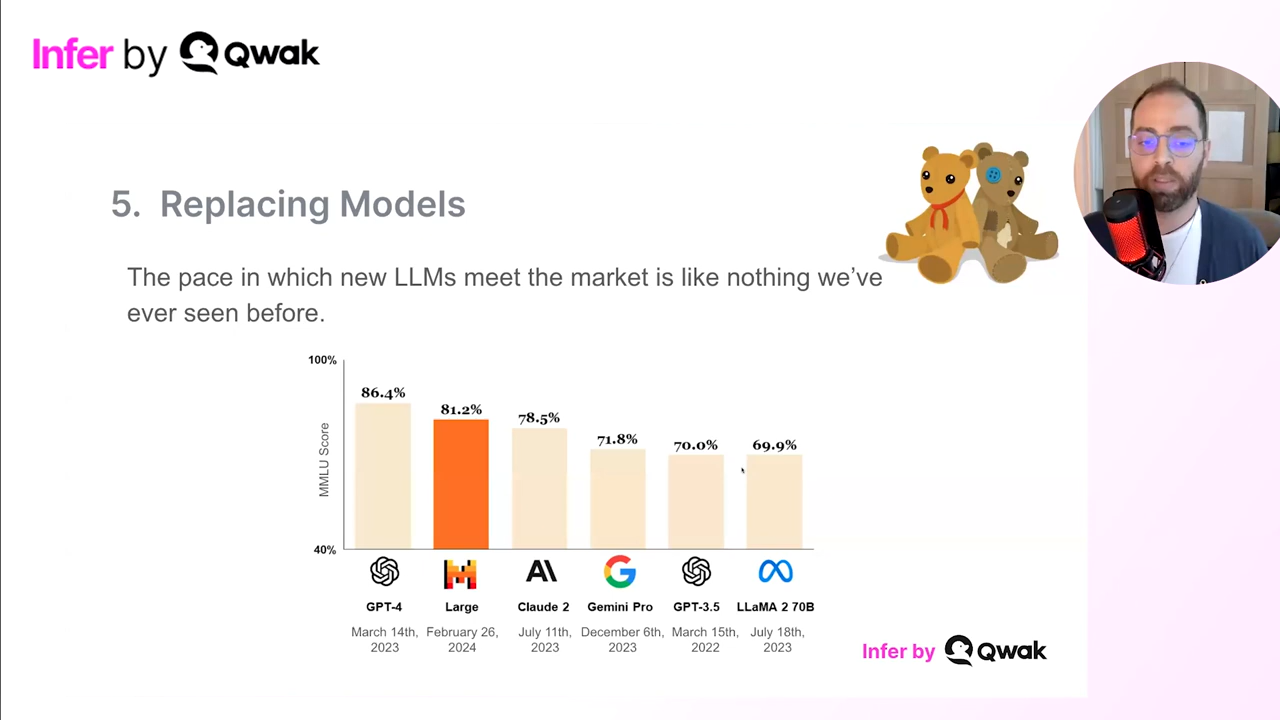 Infer by Qwak
5. Replacing Models
The pace in which new LLMs meet the market is like nothing we've
ever seen before.
100%
86.4%
81.2%
78.5%
71.8%
70.0%
69.9%
MMLU Score
40%
GPT-4
Large
Claude 2
Gemini Pro
GPT-3.5
LLaMA 2 70B
March 14th,
2023
February 26,
2024
July 11th,
2023
December 6th,
2023
March 15th,
2022
July 18th,
2023
Infer by Qwak